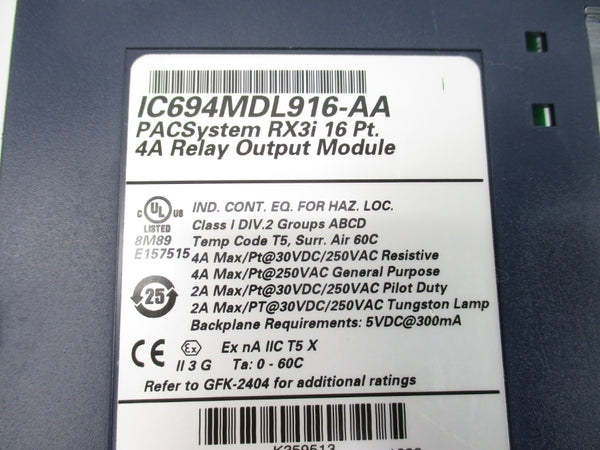 IC694MDL916-AA
PACSystem RX3i 16 Pt.
4A Relay Output Module
C UL US LISTED
8M89
E157515
IND. CONT. EQ. FOR HAZ. LOC.
Class I DIV.2 Groups ABCD
Temp Code T5, Surr. Air 60C
4A Max/Pt@30VDC/250VAC Resistive
4A Max/Pt@250VAC General Purpose
2A Max/Pt@30VDC/250VAC Pilot Duty
2A Max/PT@30VDC/250VAC Tungston Lamp
Backplane Requirements: 5VDC@300mA
25
CE
Ex
II 3 G
Ex nA IIC T5 X
Ta: 0 - 60C
Refer to GFK-2404 for additional ratings